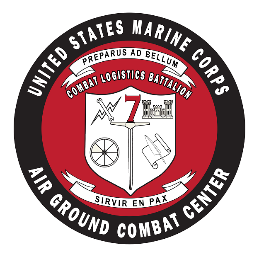 UNITED STATES MARINE CORPS
PREPARUS AD BELLUM
COMBAT LOGISTICS BATTALION
7
SIRVIR EN PAX
AIR GROUND COMBAT CENTER